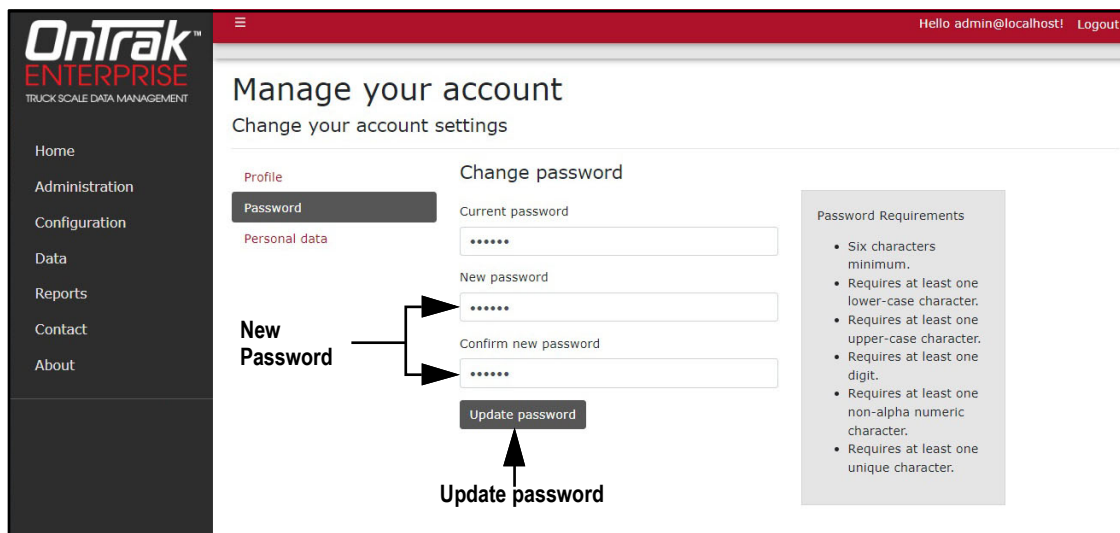 OnTrak™
ENTERPRISE
TRUCK SCALE DATA MANAGEMENT
Home
Administration
Configuration
Data
Reports
Contact
About
☰
Hello admin@localhost! Logout
Manage your account
Change your account settings
Profile
Password
Personal data
Change password
Current password
••••••
New password
••••••
Confirm new password
••••••
Update password
New
Password
Update password
Password Requirements
• Six characters
minimum.
• Requires at least one
lower-case character.
• Requires at least one
upper-case character.
• Requires at least one
digit.
• Requires at least one
non-alpha numeric
character.
• Requires at least one
unique character.